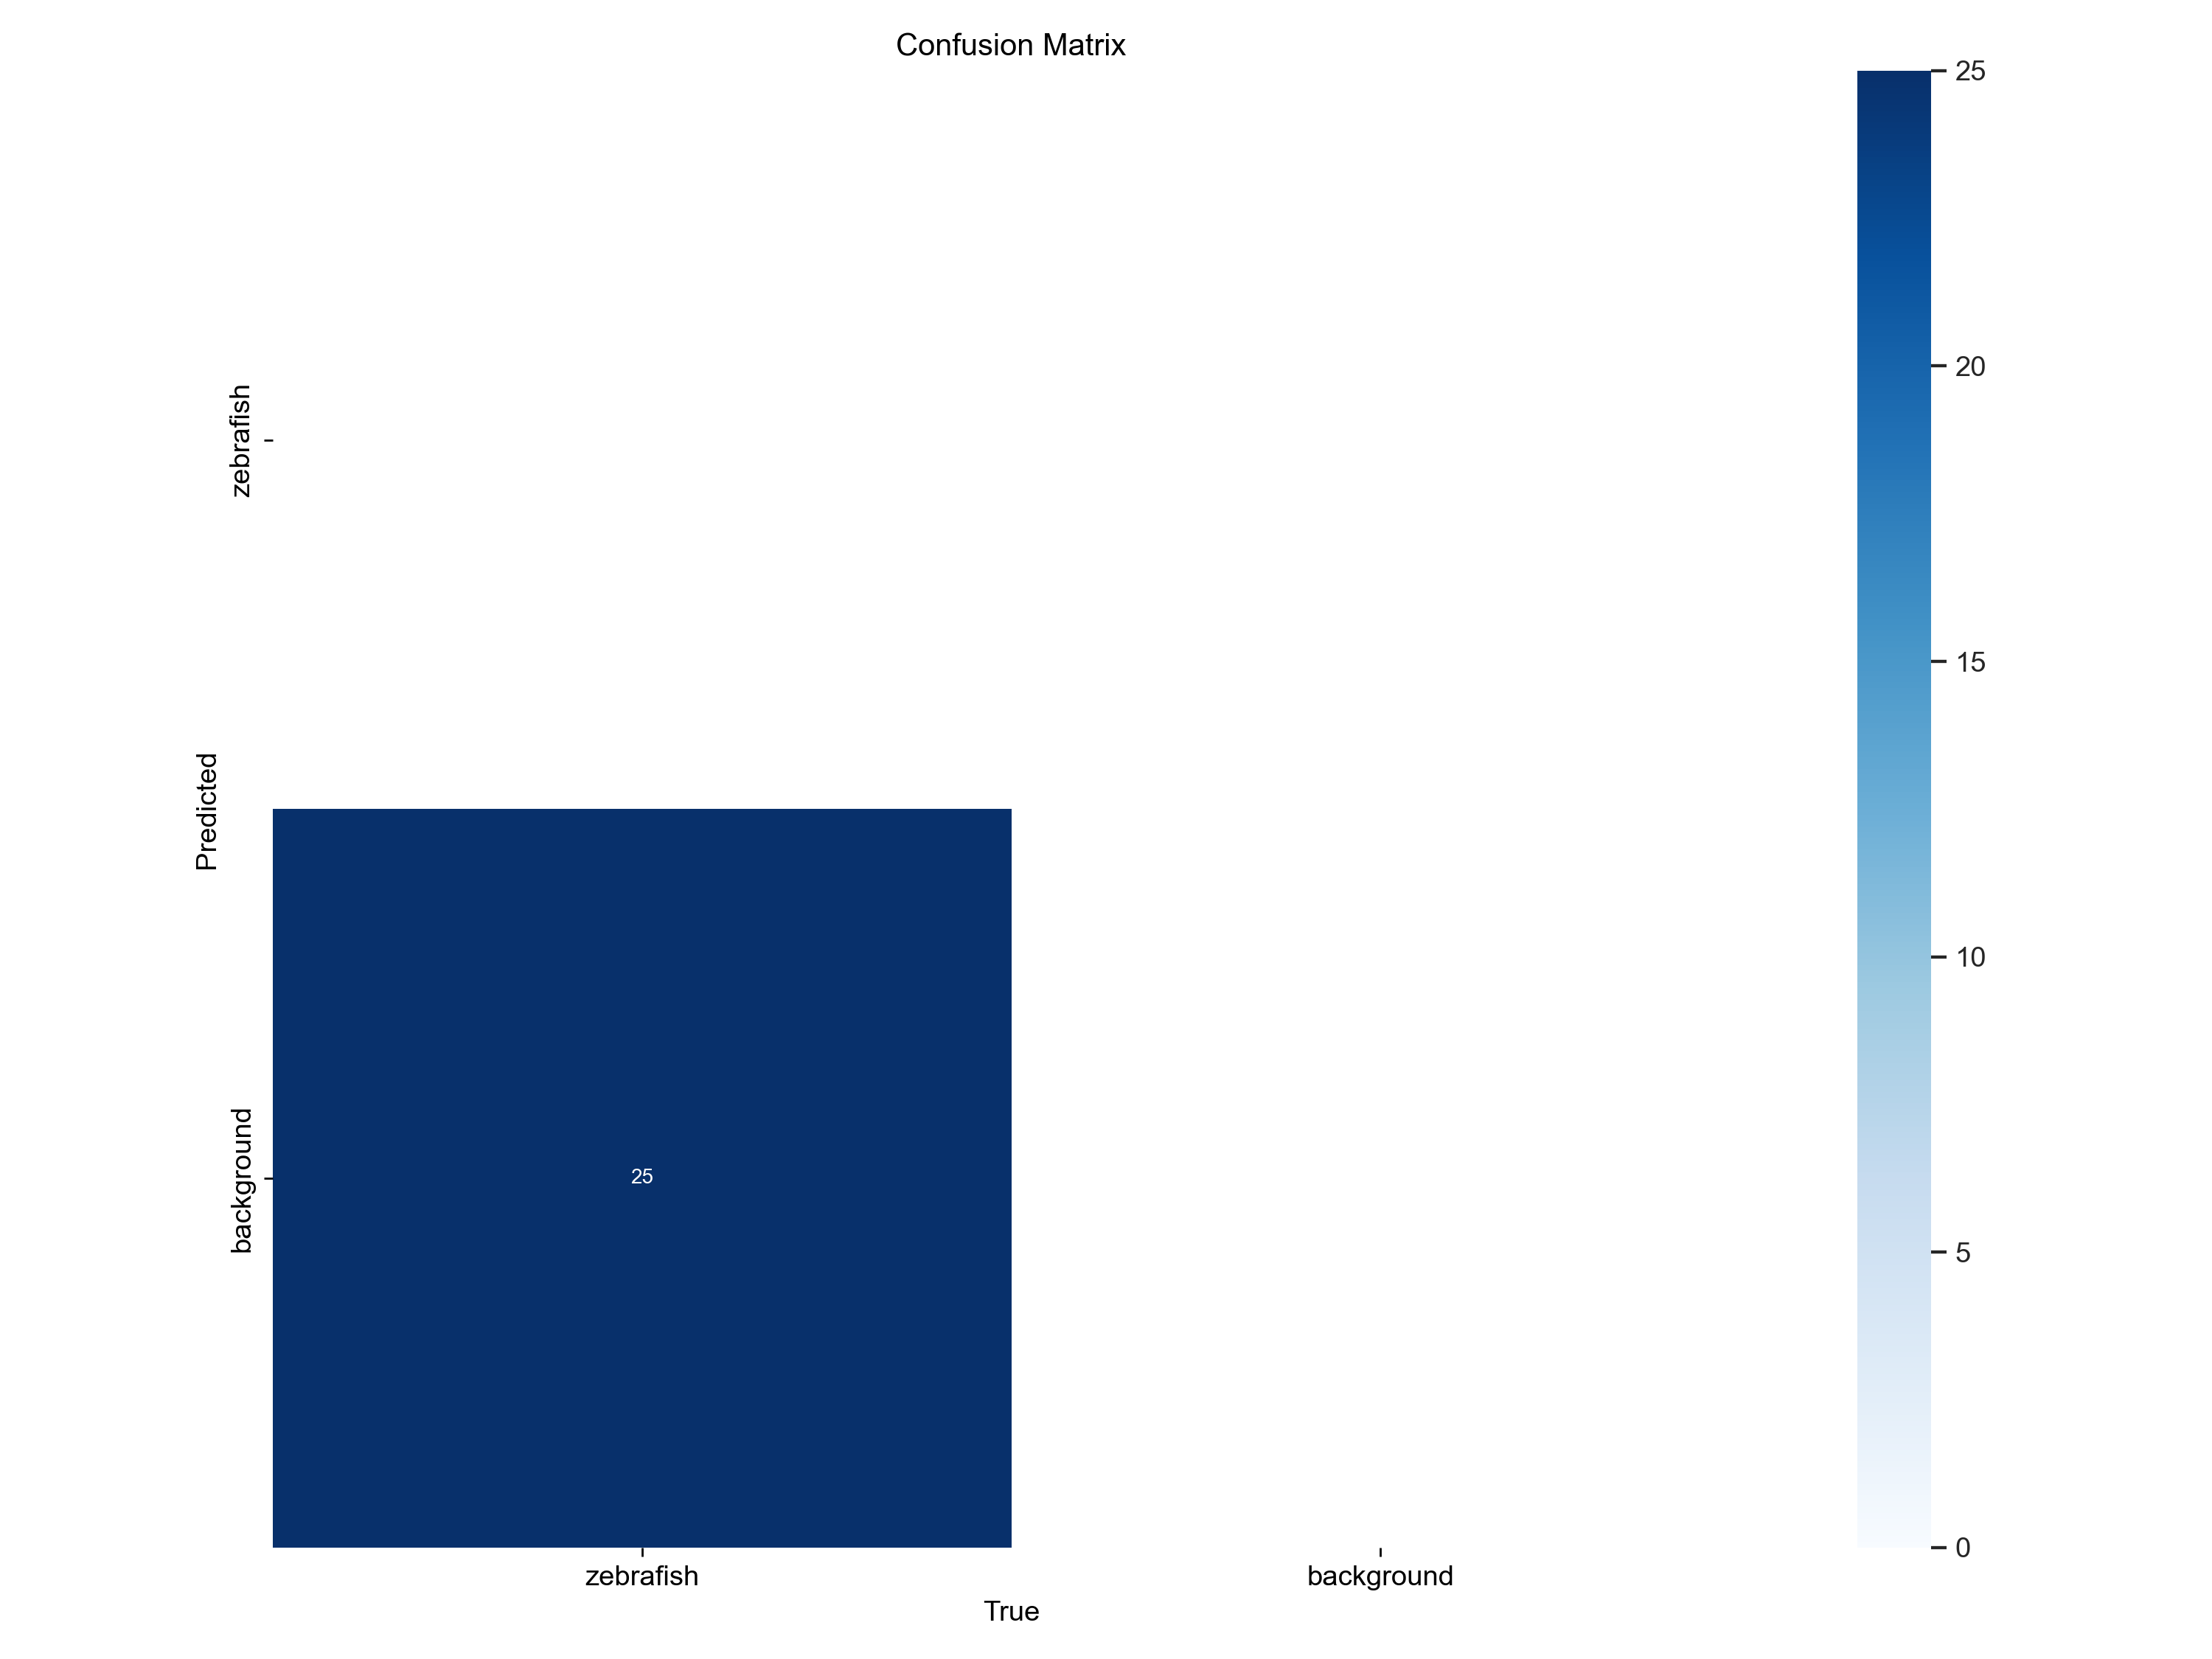 Confusion Matrix
zebrafish
background
Predicted
25
zebrafish
background
True
25
20
15
10
5
0